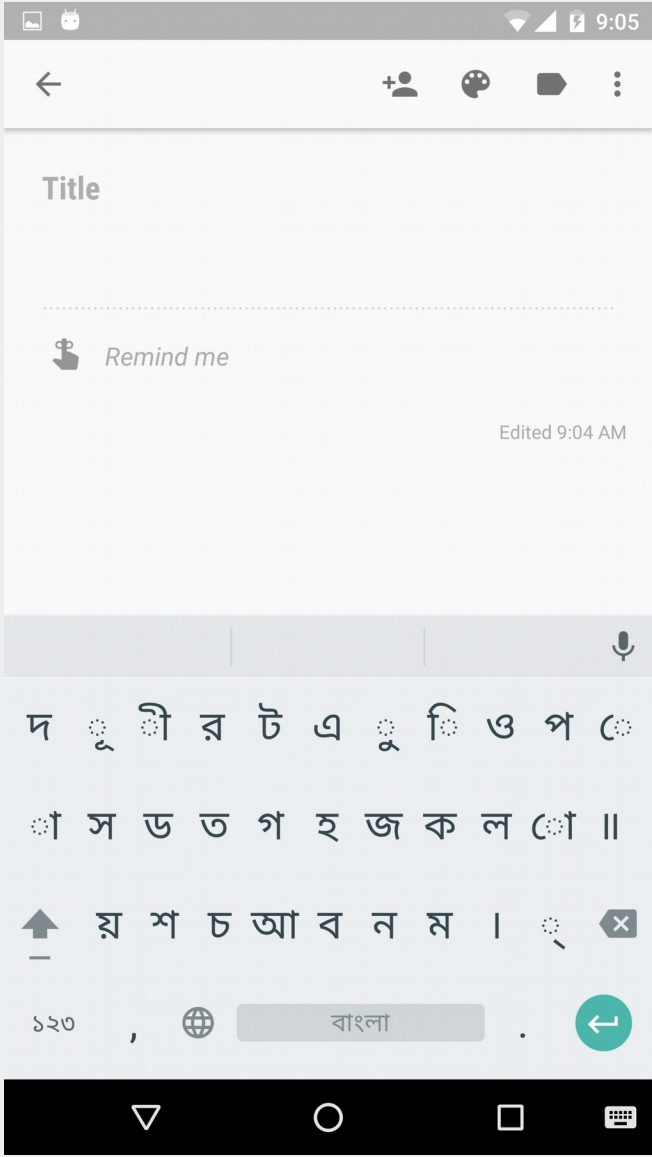 9:05
Title
Remind me
Edited 9:04 AM
দ ূ ী র ট এ ু ি ও প ে
া স ড ত গ হ জ ক ল ো ॥
য় শ চ আ ব ন ম । ্
১২৩ , বাংলা .